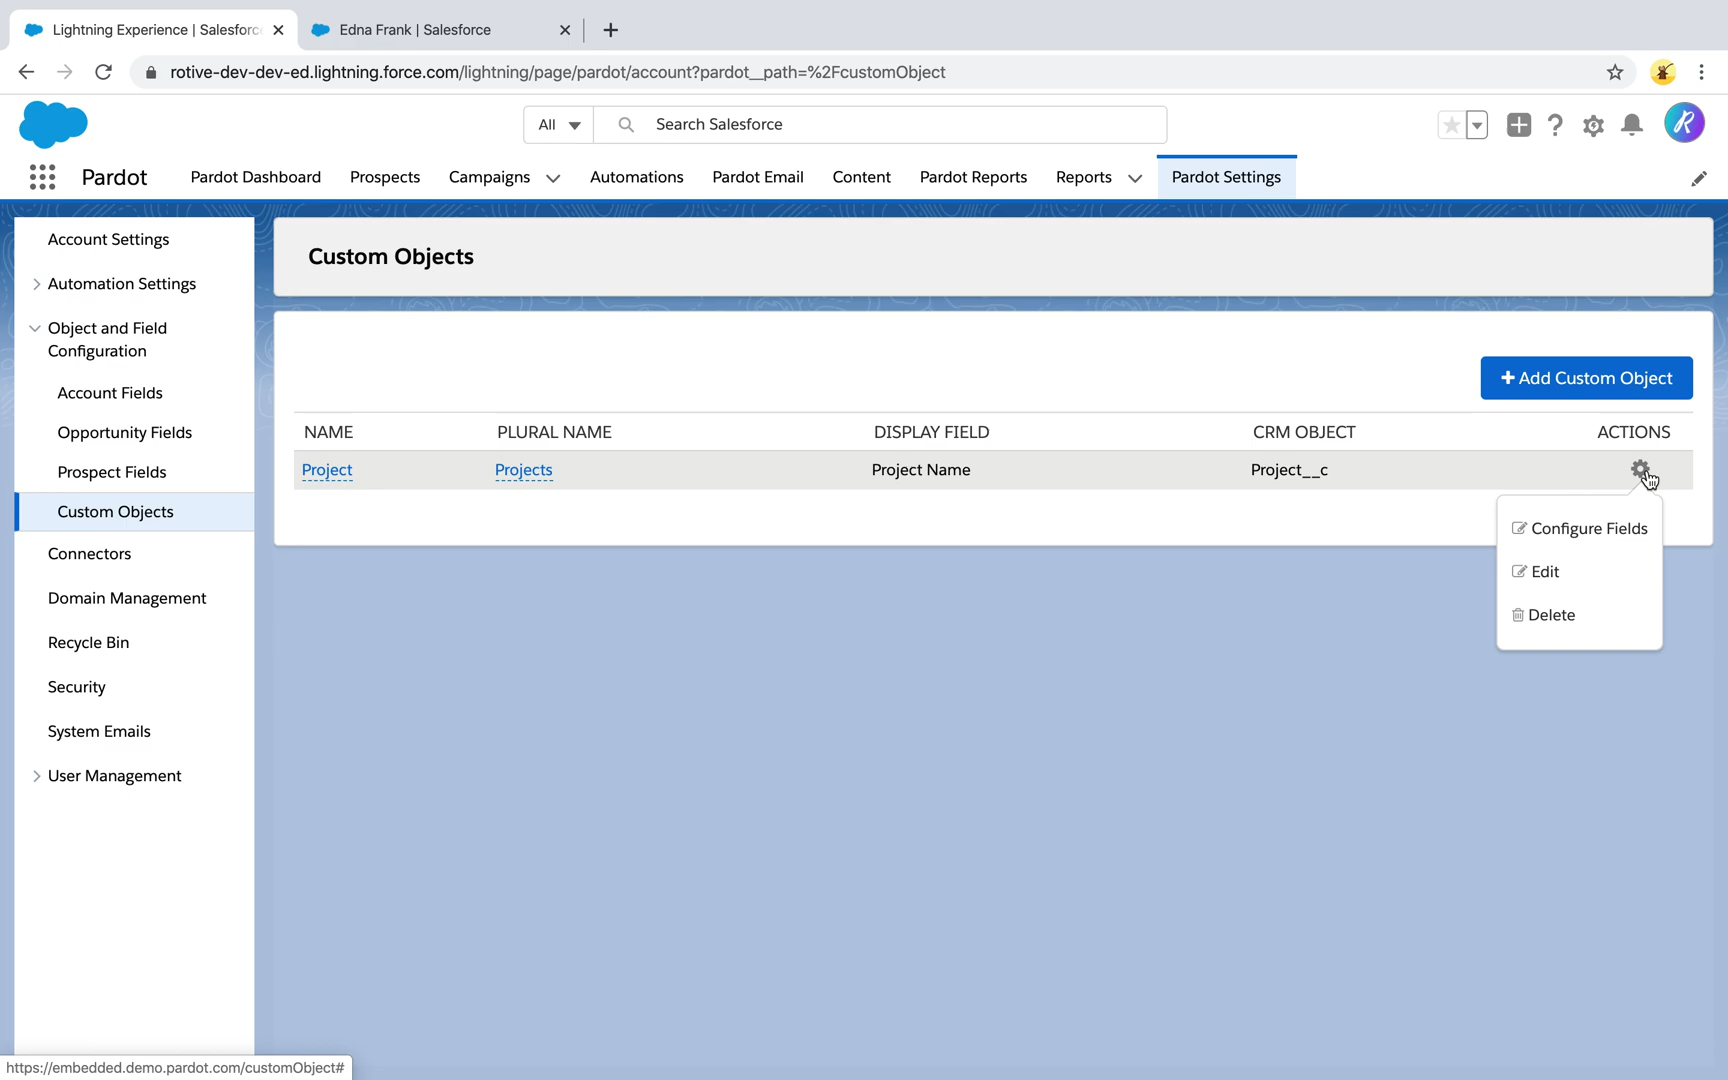 Lightning Experience | Salesforc
Edna Frank | Salesforce
rotive-dev-dev-ed.lightning.force.com/lightning/page/pardot/account?pardot__path=%2FcustomObject
All
Search Salesforce
Pardot
Pardot Dashboard
Prospects
Campaigns
Automations
Pardot Email
Content
Pardot Reports
Reports
Pardot Settings
Account Settings
Automation Settings
Object and Field
Configuration
Account Fields
Opportunity Fields
Prospect Fields
Custom Objects
Connectors
Domain Management
Recycle Bin
Security
System Emails
User Management
Custom Objects
Add Custom Object
NAME PLURAL NAME DISPLAY FIELD CRM OBJECT ACTIONS
Project Projects Project Name Project__c
Configure Fields
Edit
Delete
https://embedded.demo.pardot.com/customObject#